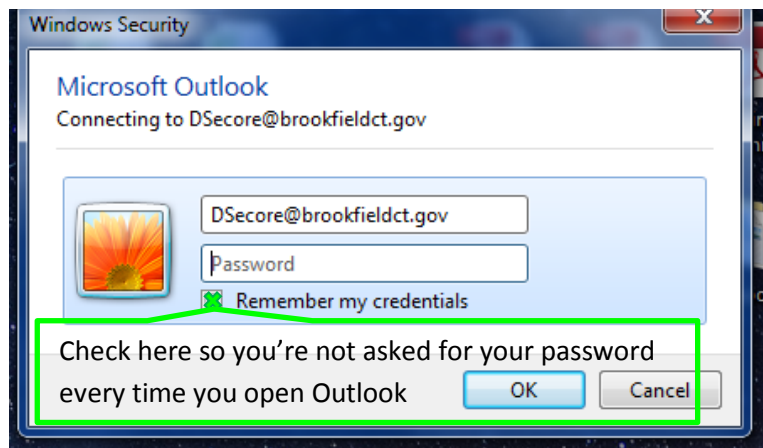 Windows Security
Microsoft Outlook
Connecting to DSecore@brookfieldct.gov
DSecore@brookfieldct.gov
Password
Remember my credentials
Check here so you're not asked for your password
every time you open Outlook
OK
Cancel